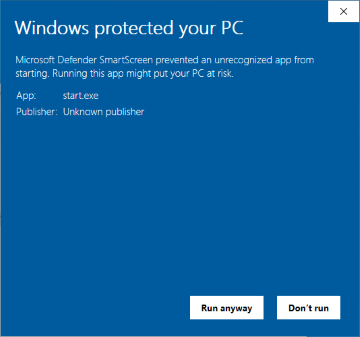 Windows protected your PC
Microsoft Defender SmartScreen prevented an unrecognized app from
starting. Running this app might put your PC at risk.
App: start.exe
Publisher: Unknown publisher
Run anyway Don't run